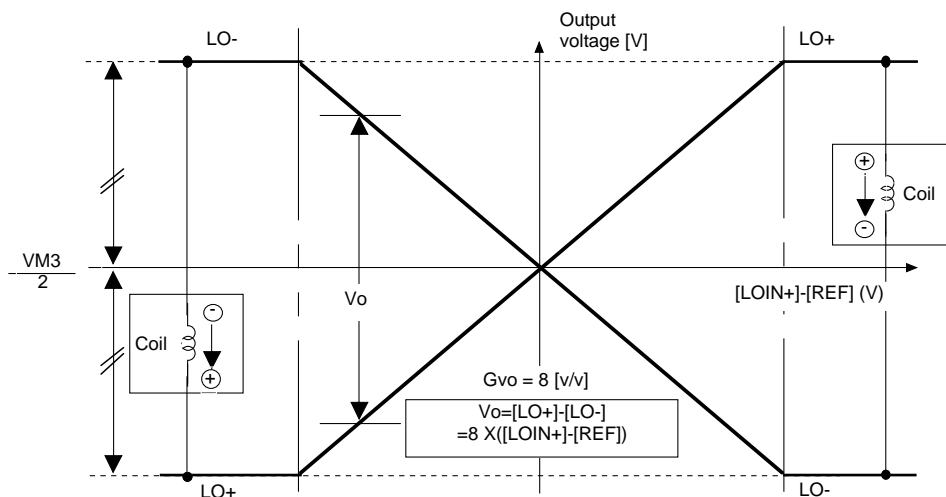 Output
voltage [V]
LO-
LO+
+
-
Coil
VM3
2
[LOIN+]-[REF] (V)
Vo
-
+
Coil
Gvo = 8 [v/v]
Vo=[LO+]-[LO-]
=8 X([LOIN+]-[REF])
LO+
LO-